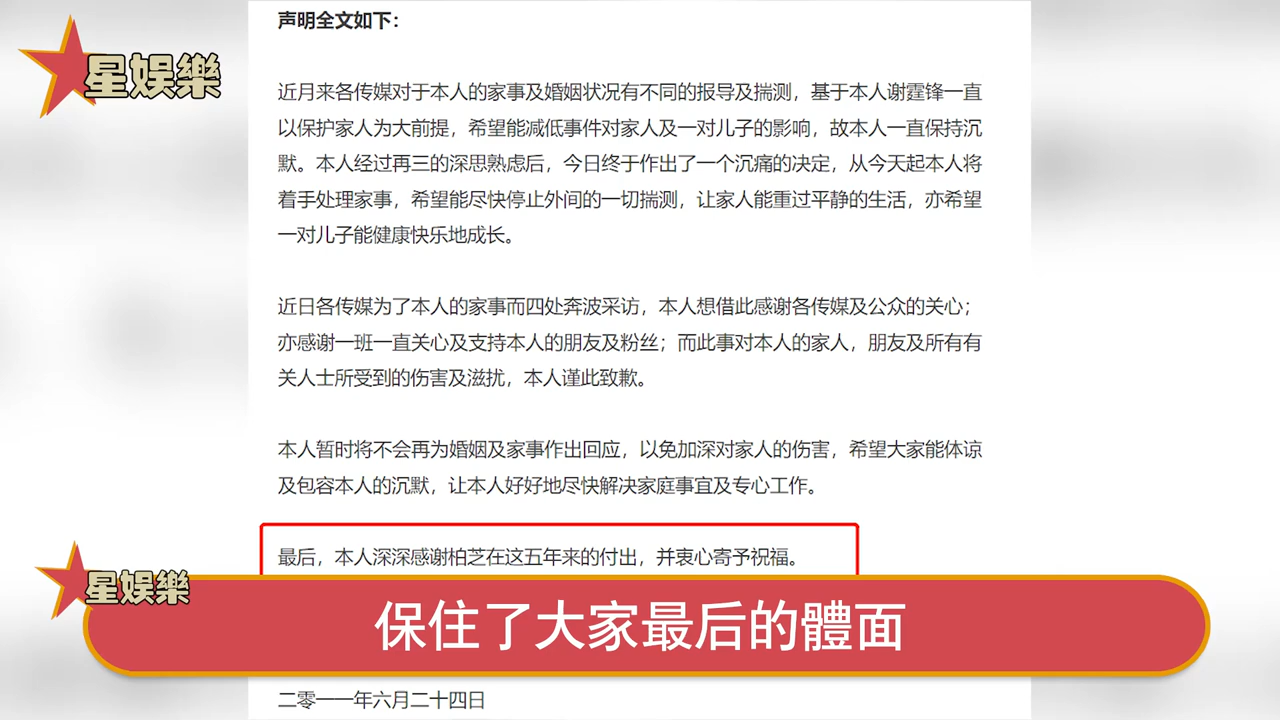 声明全文如下：
星娱樂
近月来各传媒对于本人的家事及婚姻状况有不同的报导及揣测，基于本人谢霆锋一直
以保护家人为大前提，希望能减低事件对家人及一对儿子的影响，故本人一直保持沉
默。本人经过再三的深思熟虑后，今日终于作出了一个沉痛的决定，从今天起本人将
着手处理家事，希望能尽快停止外间的一切揣测，让家人能重过平静的生活，亦希望
一对儿子能健康快乐地成长。
近日各传媒为了本人的家事而四处奔波采访，本人想借此感谢各传媒及公众的关心；
亦感谢一班一直关心及支持本人的朋友及粉丝；而此事对本人的家人，朋友及所有有
关人士所受到的伤害及滋扰，本人谨此致歉。
本人暂时将不会再为婚姻及家事作出回应，以免加深对家人的伤害，希望大家能体谅
及包容本人的沉默，让本人好好地尽快解决家庭事宜及专心工作。
最后，本人深深感谢柏芝在这五年来的付出，并衷心寄予祝福。
星娱樂
保住了大家最后的體面
二零一一年六月二十四日